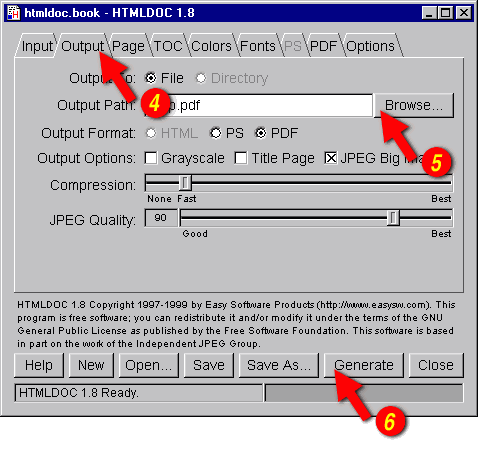 htmldoc.book - HTMLDOC 1.8
Input Output Page TOC Colors Fonts PS PDF Options
Output To: File Directory
4
Output Path: p.pdf Browse...
5
Output Format: HTML PS PDF
Output Options: Grayscale Title Page JPEG Big
Compression:
None Fast Best
JPEG Quality: 90
Good Best
HTMLDOC 1.8 Copyright 1997-1999 by Easy Software Products (http://www.easysw.com). This
program is free software; you can redistribute it and/or modify it under the terms of the GNU
General Public License as published by the Free Software Foundation. This software is based
in part on the work of the Independent JPEG Group.
Help New Open... Save Save As... Generate Close
HTMLDOC 1.8 Ready.
6